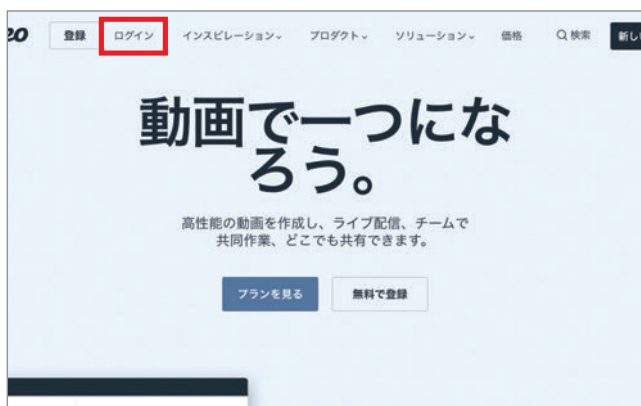 eo 登録 ログイン インスピレーション プロダクト ソリューション 価格 検索 新し
動画で一つにな
ろう。
高性能の動画を作成し、ライブ配信、チームで
共同作業、どこでも共有できます。
プランを見る 無料で登録